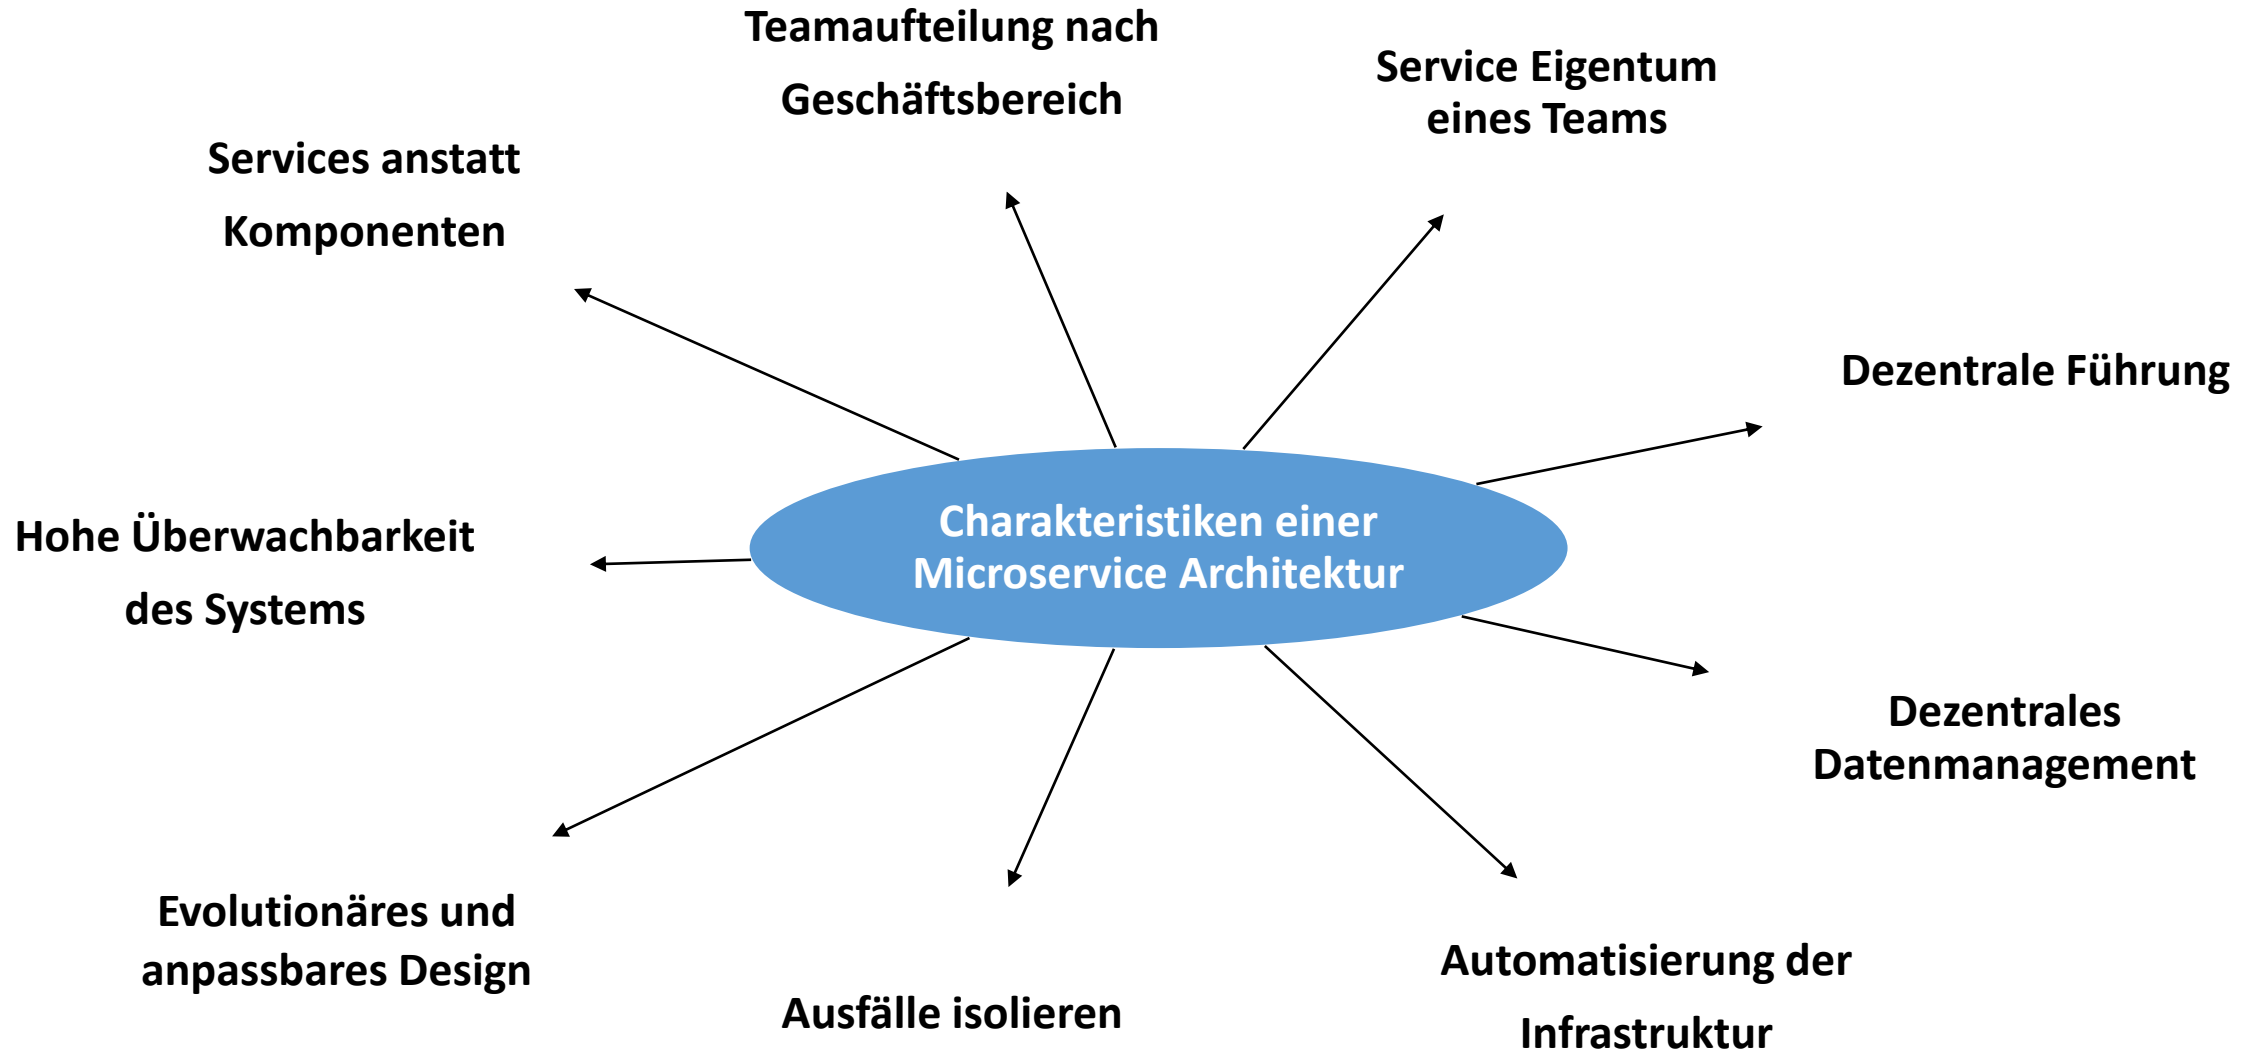 Teamaufteilung nach
Geschäftsbereich
Service Eigentum
eines Teams
Services anstatt
Komponenten
Dezentrale Führung
Charakteristiken einer
Microservice Architektur
Hohe Überwachbarkeit
des Systems
Dezentrales
Datenmanagement
Evolutionäres und
anpassbares Design
Ausfälle isolieren
Automatisierung der
Infrastruktur